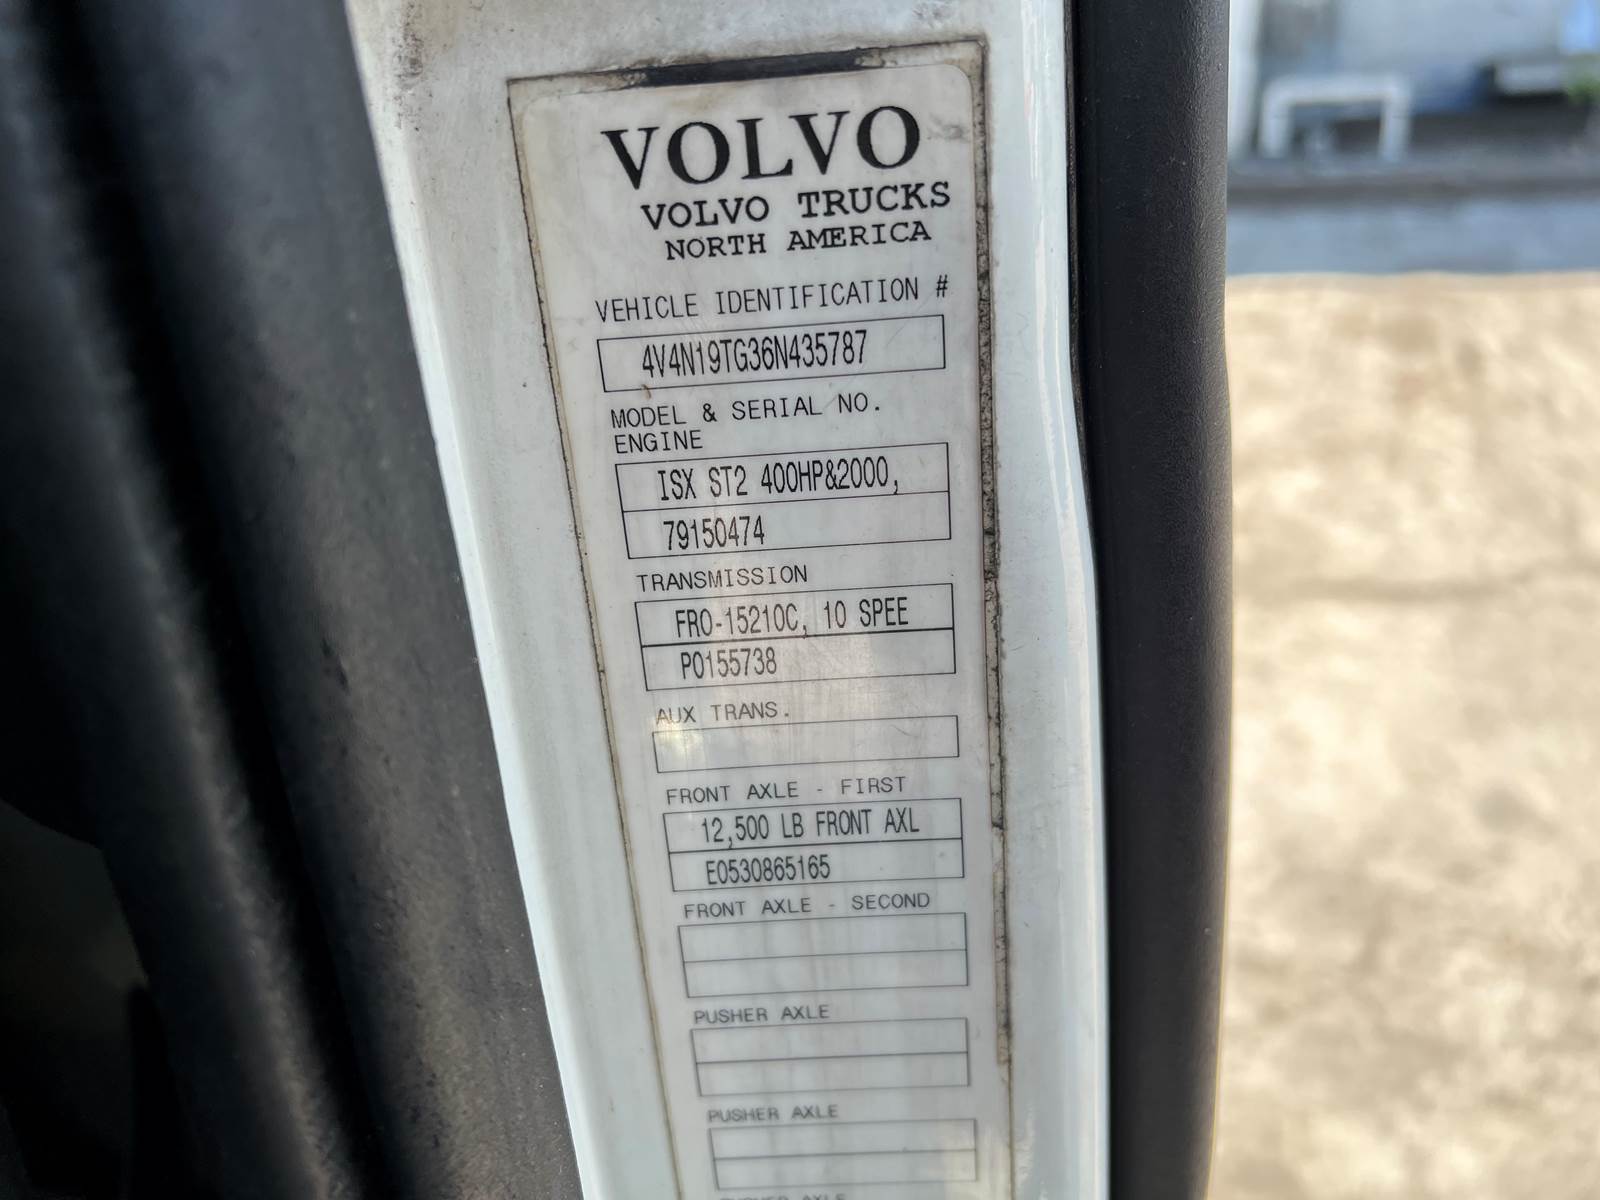 VOLVO
VOLVO TRUCKS
NORTH AMERICA
VEHICLE IDENTIFICATION #
4V4N19TG36N435787
MODEL & SERIAL NO.
ENGINE
ISX ST2 400HP&2000,
79150474
TRANSMISSION
FRO-15210C, 10 SPEE
P0155738
AUX TRANS.
FRONT AXLE - FIRST
12,500 LB FRONT AXL
E0530865165
FRONT AXLE - SECOND
PUSHER AXLE
PUSHER AXLE